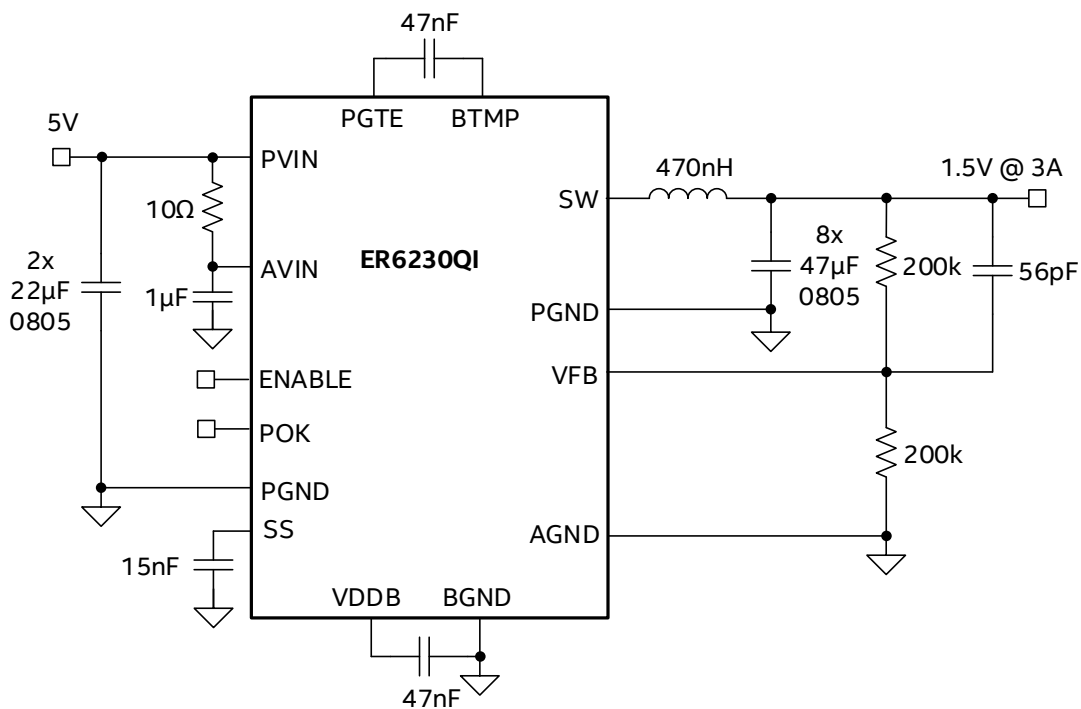 47nF
PGTE
BTMP
5V
PVIN
10Ω
AVIN
1µF
2x
22µF
0805
ENABLE
POK
PGND
SS
15nF
ER6230QI
VDDB
BGND
47nF
SW
470nH
1.5V @ 3A
8x
47µF
0805
200k
56pF
PGND
VFB
200k
AGND